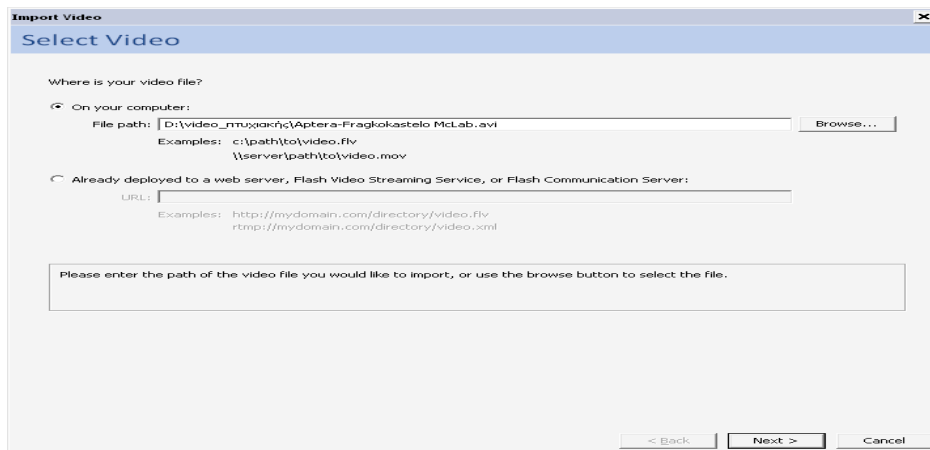 Import Video
Select Video
Where is your video file?
On your computer:
File path: D:\video_πτυχιακής\Aptera-Fragkokastelo McLab.avi Browse...
Examples: c:\path\to\video.flv
\\server\path\to\video.mov
Already deployed to a web server, Flash Video Streaming Service, or Flash Communication Server:
URL:
Examples: http://mydomain.com/directory/video.flv
rtmp://mydomain.com/directory/video.xml
Please enter the path of the video file you would like to import, or use the browse button to select the file.
< Back Next > Cancel